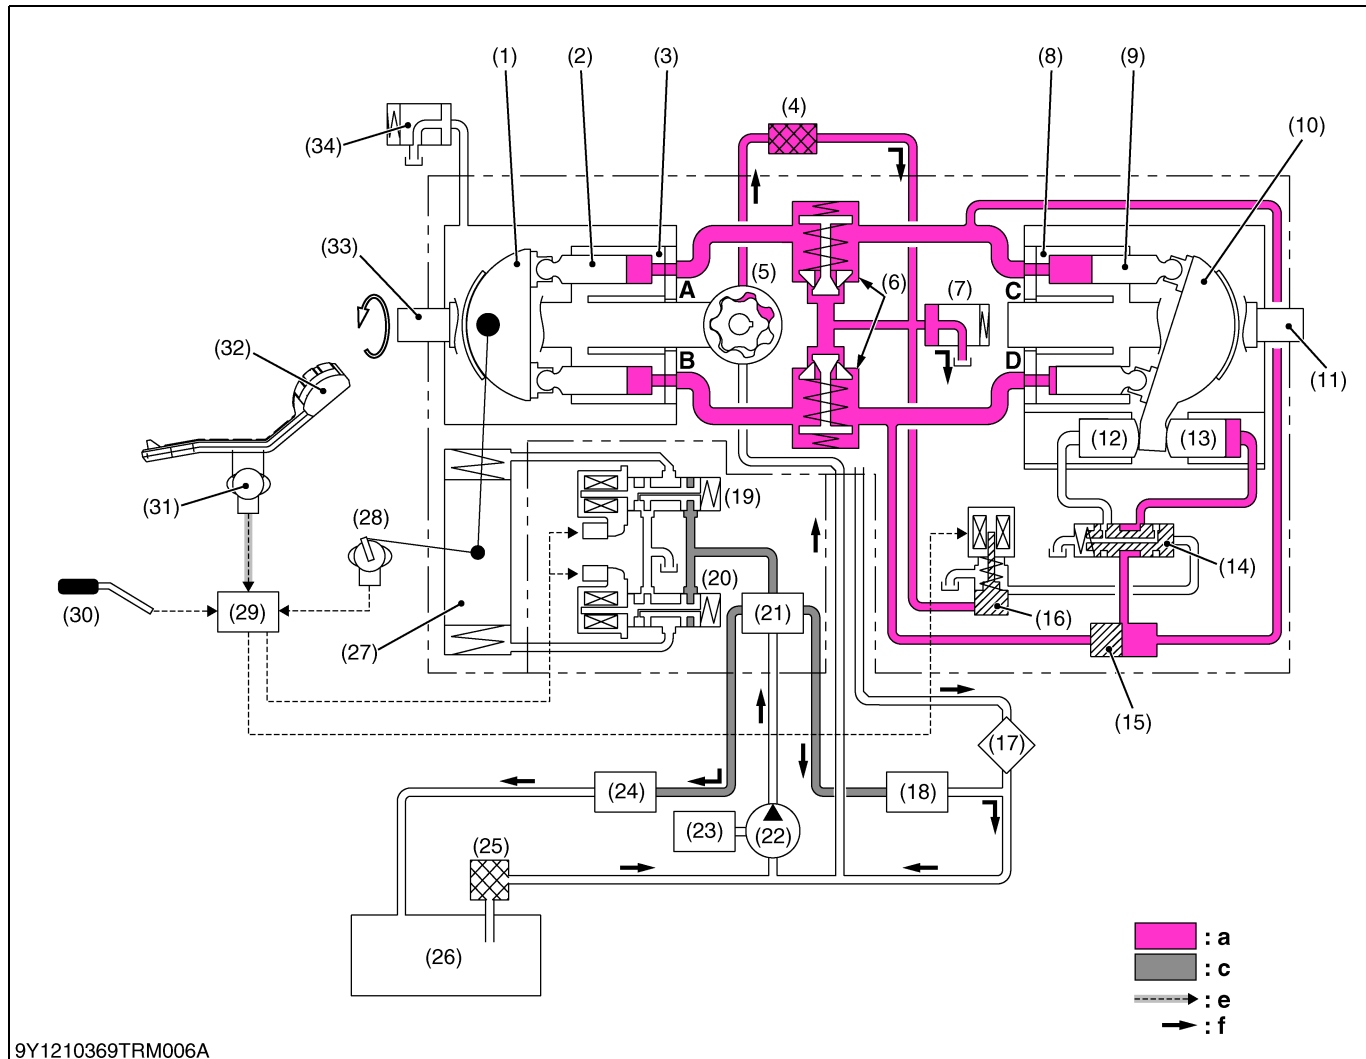 (1) (2) (3) (8) (9)
(4)
(10)
(34)
(33) (5) (6) (7)
A C
(32)
B D
(11)
(12) (13)
(31) (28) (19)
(14)
(20)
(30) (29) (21) (16)
(27)
(15)
(17)
(24) (18)
(23) (22)
(25)
(26)
: a
: c
: e
: f
9Y1210369TRM006A